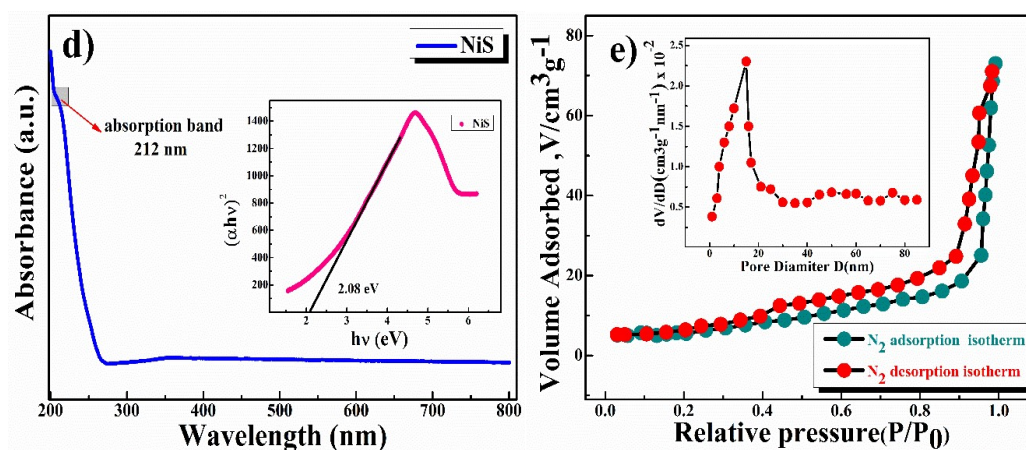 d)
NiS
absorption band
212 nm
Absorbance (a.u.)
Wavelength (nm)
200 300 400 500 600 700 800
NiS
(αhν)²
1400
1200
1000
800
600
400
200
2.08 eV
2 3 4 5 6
hν (eV)
e)
Volume Adsorbed ,V/cm3g-1
80
60
40
20
0
0.0 0.2 0.4 0.6 0.8 1.0
Relative pressure(P/P0)
N2 adsorption isotherm
N2 desorption isotherm
dV/dD(cm3g-1nm-1) x 10-2
2.5
2.0
1.5
1.0
0.5
0 20 40 60 80
Pore Diamiter D(nm)